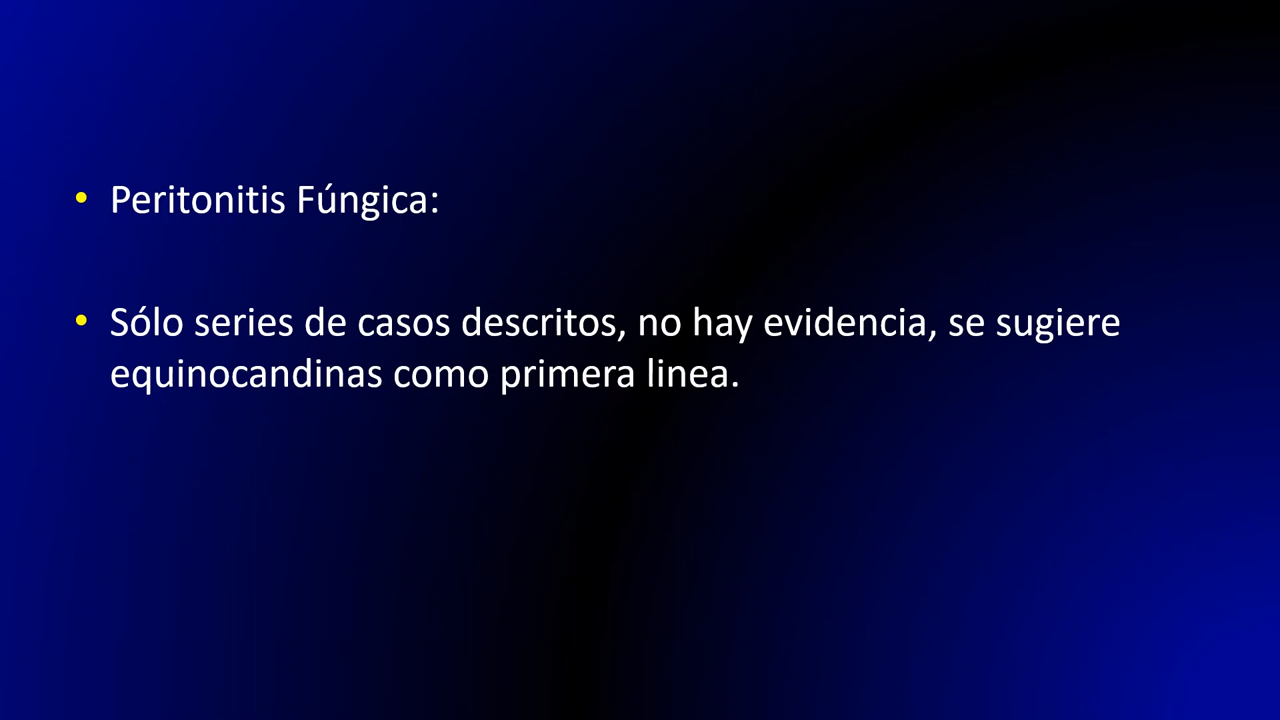 • Peritonitis Fúngica:
• Sólo series de casos descritos, no hay evidencia, se sugiere
equinocandinas como primera linea.